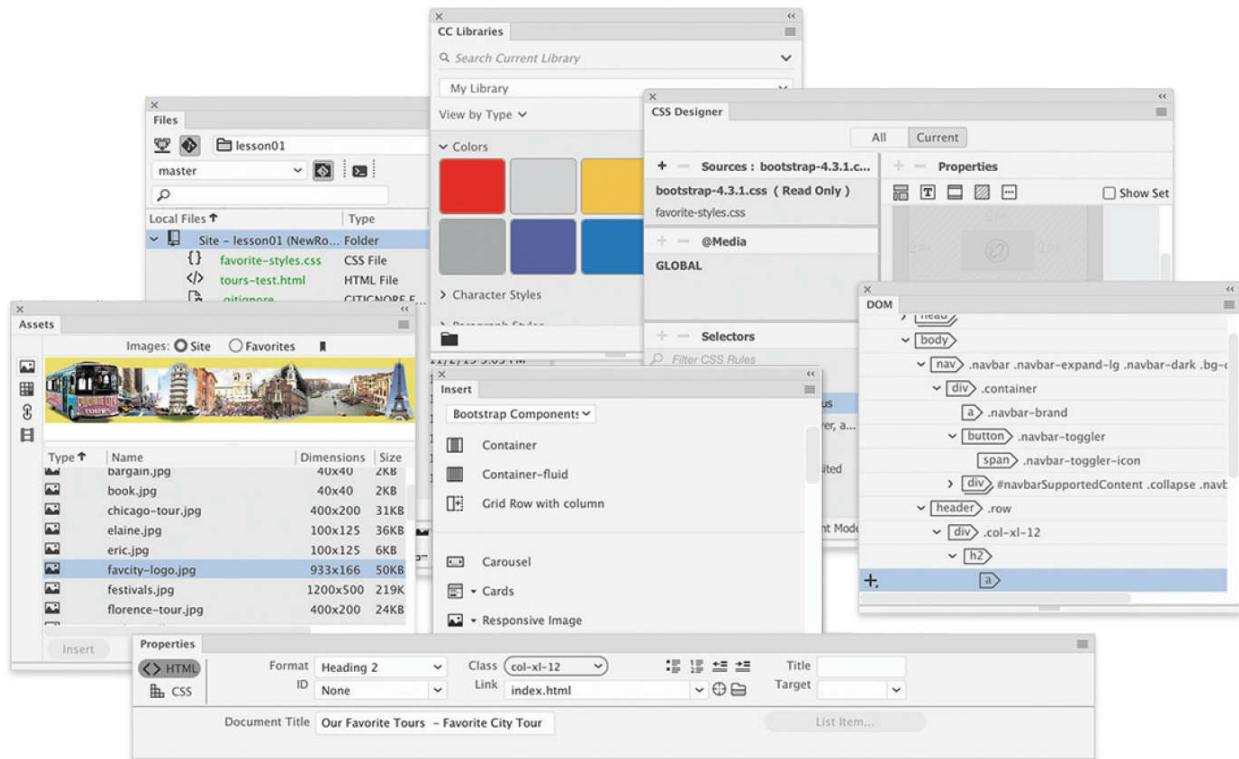 CC Libraries
Search Current Library
My Library
View by Type
Colors
Character Styles
Files
lesson01
master
Local Files Type
Site – lesson01 (NewRo... Folder
{} favorite-styles.css CSS File
</> tours-test.html HTML File
CSS Designer
All Current
+ – Sources : bootstrap-4.3.1.c...
bootstrap-4.3.1.css ( Read Only )
favorite-styles.css
+ – @Media
GLOBAL
+ – Selectors
Filter CSS Rules
+ – Properties
Show Set
DOM
head
body
nav .navbar .navbar-expand-lg .navbar-dark
div .container
a .navbar-brand
button .navbar-toggler
span .navbar-toggler-icon
div #navbarSupportedContent .collapse
header .row
div .col-xl-12
h2
a
Assets
Images: Site Favorites
Type Name Dimensions Size
bargain.jpg 40x40 2KB
book.jpg 40x40 2KB
chicago-tour.jpg 400x200 31KB
elaine.jpg 100x125 36KB
eric.jpg 100x125 6KB
favcity-logo.jpg 933x166 50KB
festivals.jpg 1200x500 219K
florence-tour.jpg 400x200 24KB
Insert
Insert
Bootstrap Components
Container
Container-fluid
Grid Row with column
Carousel
Cards
Responsive Image
Properties
<> HTML
CSS
Format Heading 2
ID None
Class col-xl-12
Link index.html
Title
Target
Document Title Our Favorite Tours – Favorite City Tour
List Item...